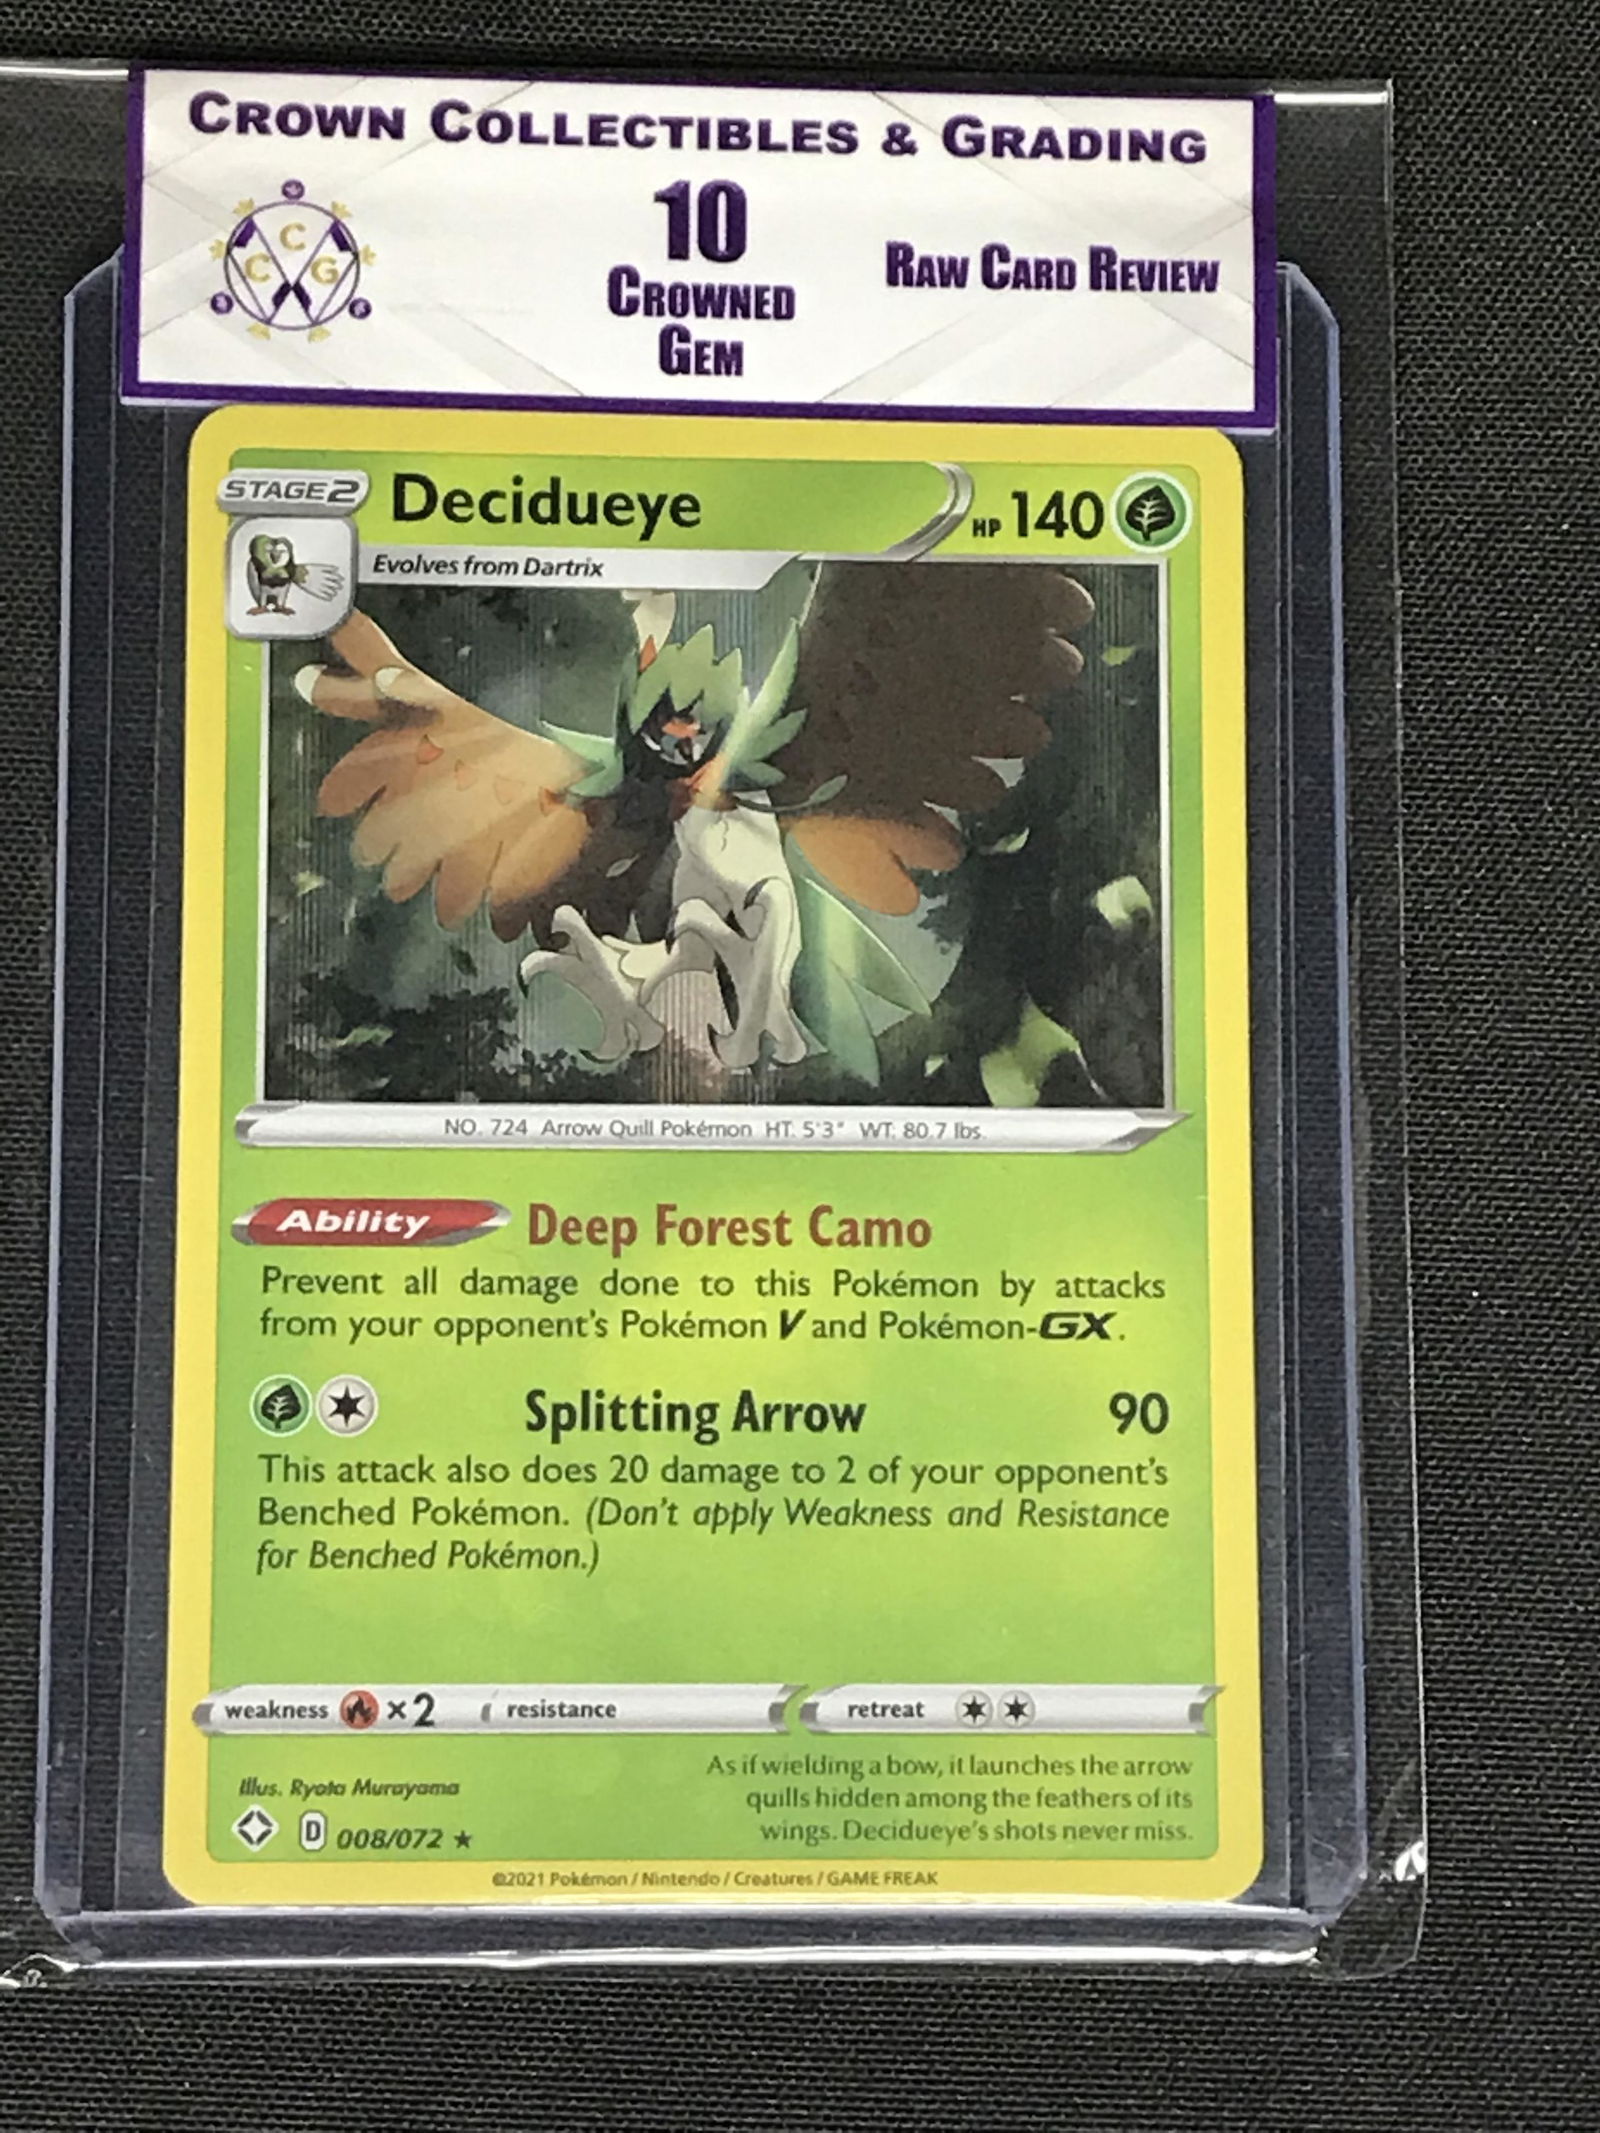 CROWN COLLECTIBLES & GRADING
C
C G
10
CROWNED
GEM
RAW CARD REVIEW
STAGE 2
Decidueye
HP 140
Evolves from Dartrix
NO. 724 Arrow Quill Pokémon HT: 5'3" WT: 80.7 lbs.
Ability Deep Forest Camo
Prevent all damage done to this Pokémon by attacks
from your opponent's Pokémon V and Pokémon-GX.
Splitting Arrow 90
This attack also does 20 damage to 2 of your opponent's
Benched Pokémon. (Don't apply Weakness and Resistance
for Benched Pokémon.)
weakness ×2 resistance retreat
As if wielding a bow, it launches the arrow
quills hidden among the feathers of its
wings. Decidueye's shots never miss.
Illus. Ryota Murayama
D 008/072 ★
©2021 Pokémon / Nintendo / Creatures / GAME FREAK